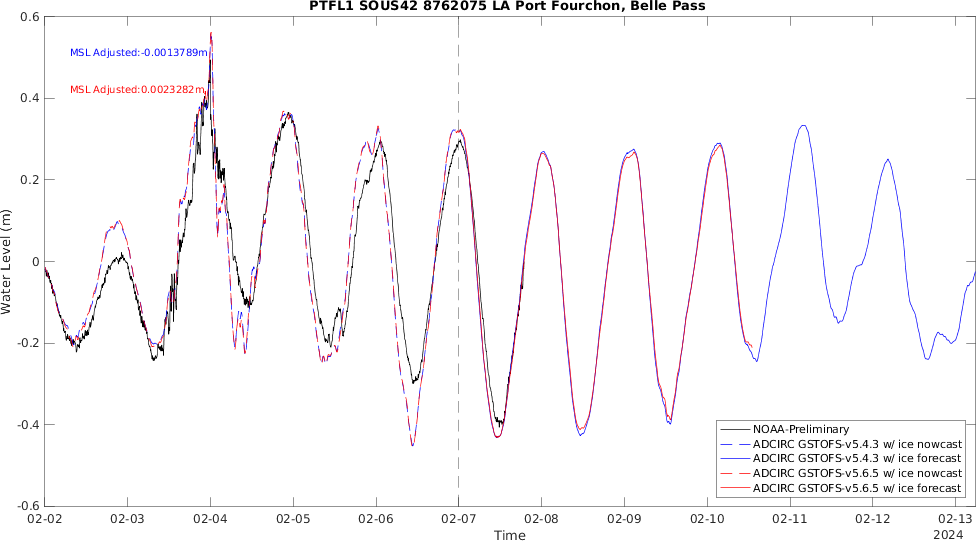 PTFL1 SOUS42 8762075 LA Port Fourchon, Belle Pass
0.6
MSL Adjusted:-0.0013789m
MSL Adjusted:0.0023282m
0.4
0.2
Water Level (m)
0
-0.2
-0.4
-0.6
NOAA-Preliminary
ADCIRC GSTOFS-v5.4.3 w/ ice nowcast
ADCIRC GSTOFS-v5.4.3 w/ ice forecast
ADCIRC GSTOFS-v5.6.5 w/ ice nowcast
ADCIRC GSTOFS-v5.6.5 w/ ice forecast
02-02 02-03 02-04 02-05 02-06 02-07 02-08 02-09 02-10 02-11 02-12 02-13
Time
2024